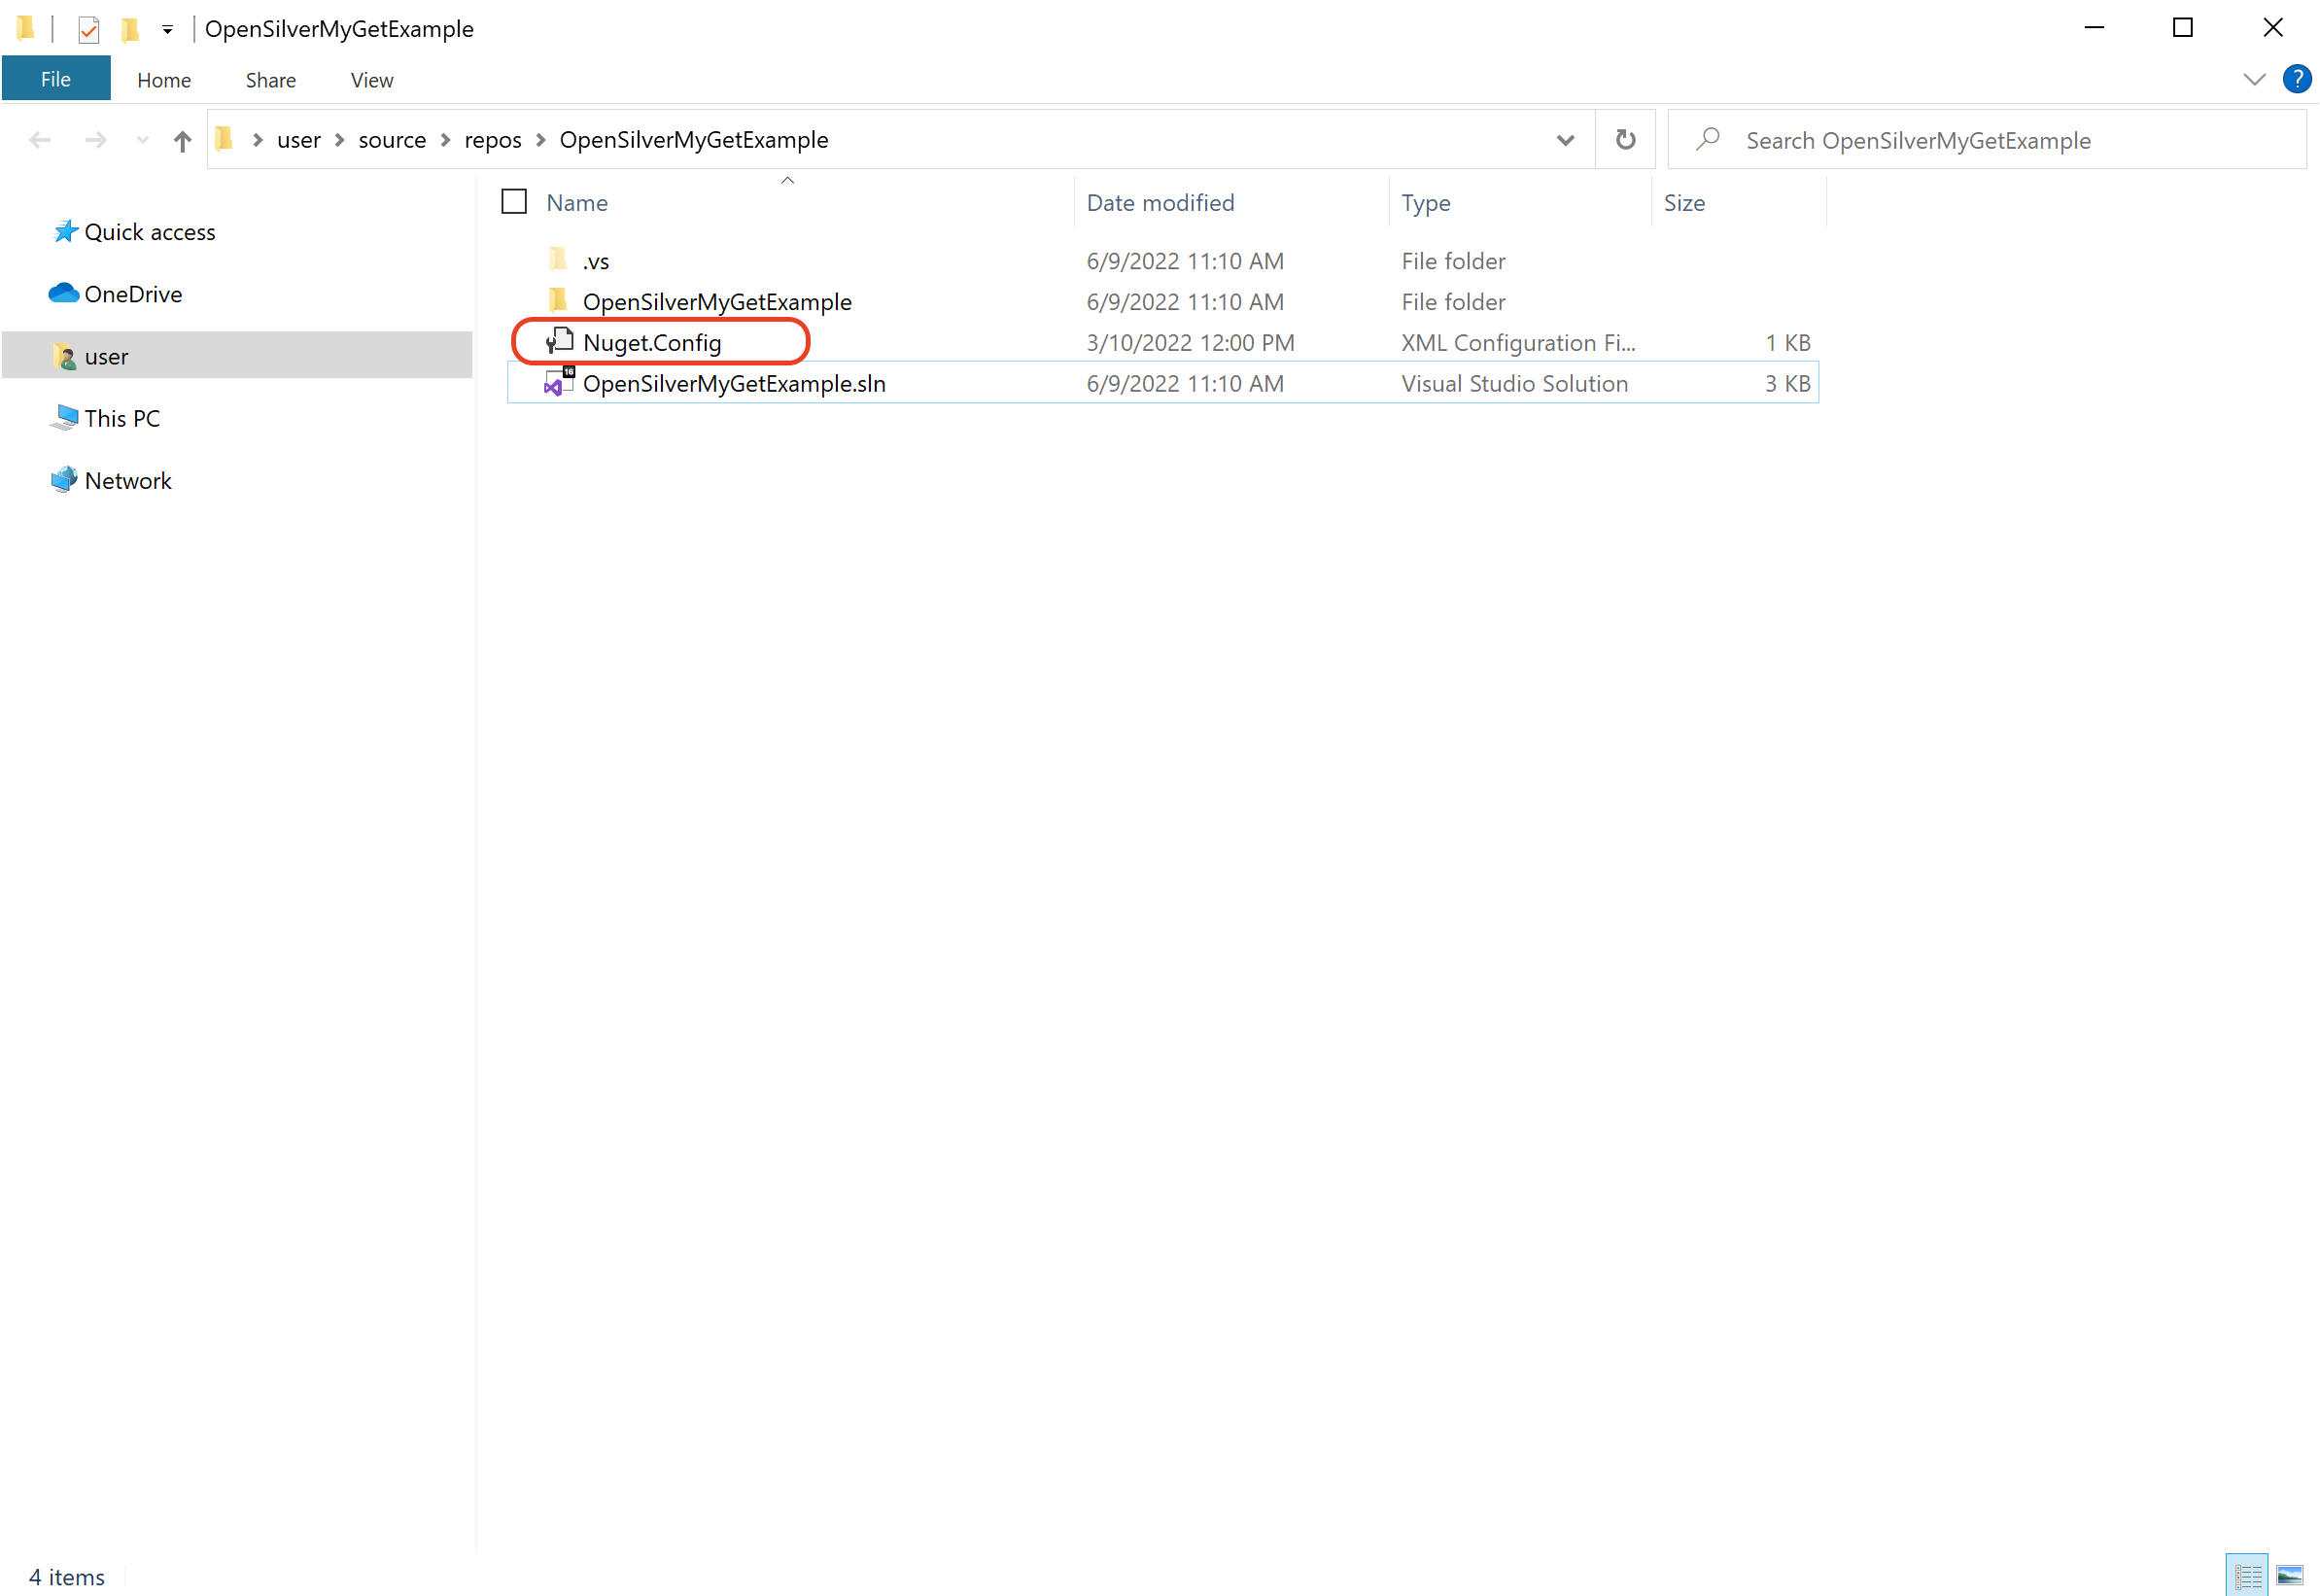 OpenSilverMyGetExample
File Home Share View ?
user source repos OpenSilverMyGetExample Search OpenSilverMyGetExample
Name Date modified Type Size
Quick access
OneDrive
user
This PC
Network
.vs 6/9/2022 11:10 AM File folder
OpenSilverMyGetExample 6/9/2022 11:10 AM File folder
Nuget.Config 3/10/2022 12:00 PM XML Configuration Fi... 1 KB
16
OpenSilverMyGetExample.sln 6/9/2022 11:10 AM Visual Studio Solution 3 KB
4 items